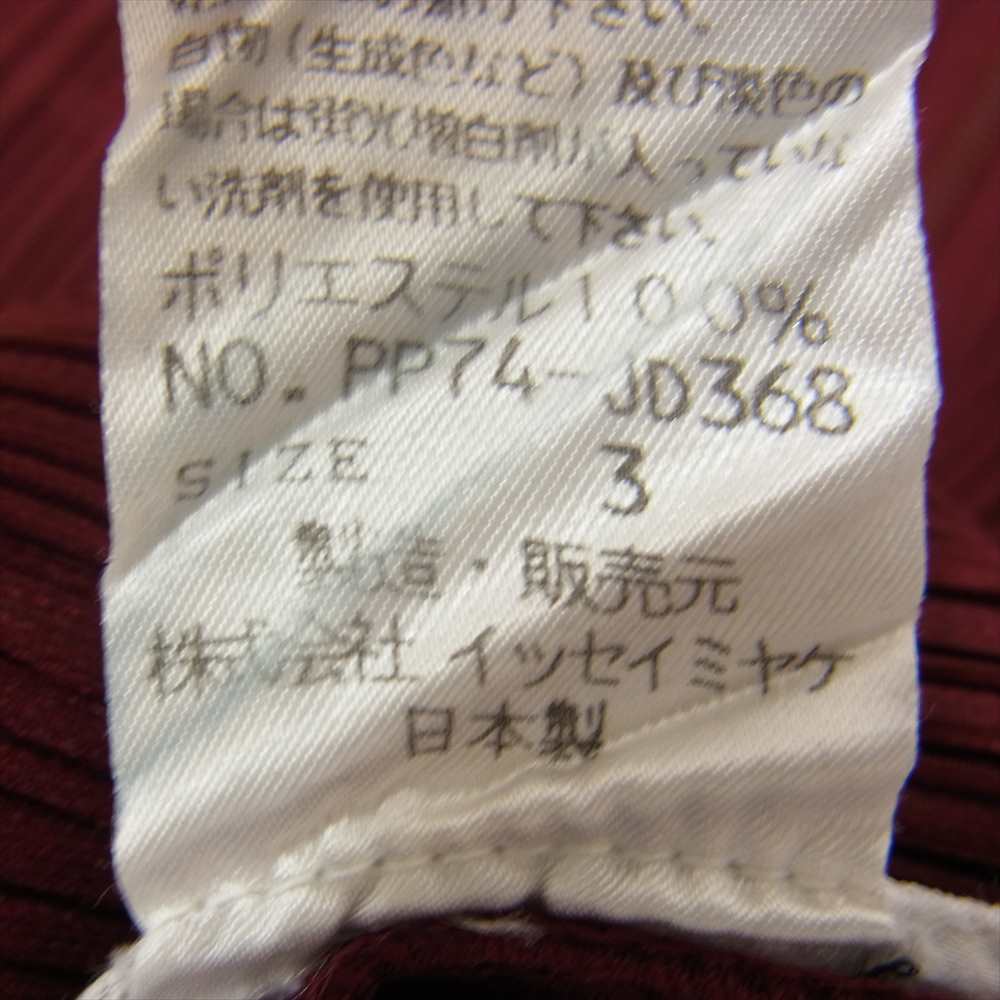 下さい。
白物(生成色など)及び淡色の
場合は蛍光増白剤が入っていな
い洗剤を使用して下さい。
ポリエステル100%
NO. PP74-JD368
SIZE 3
製造・販売元
株式会社 イッセイミヤケ
日本製